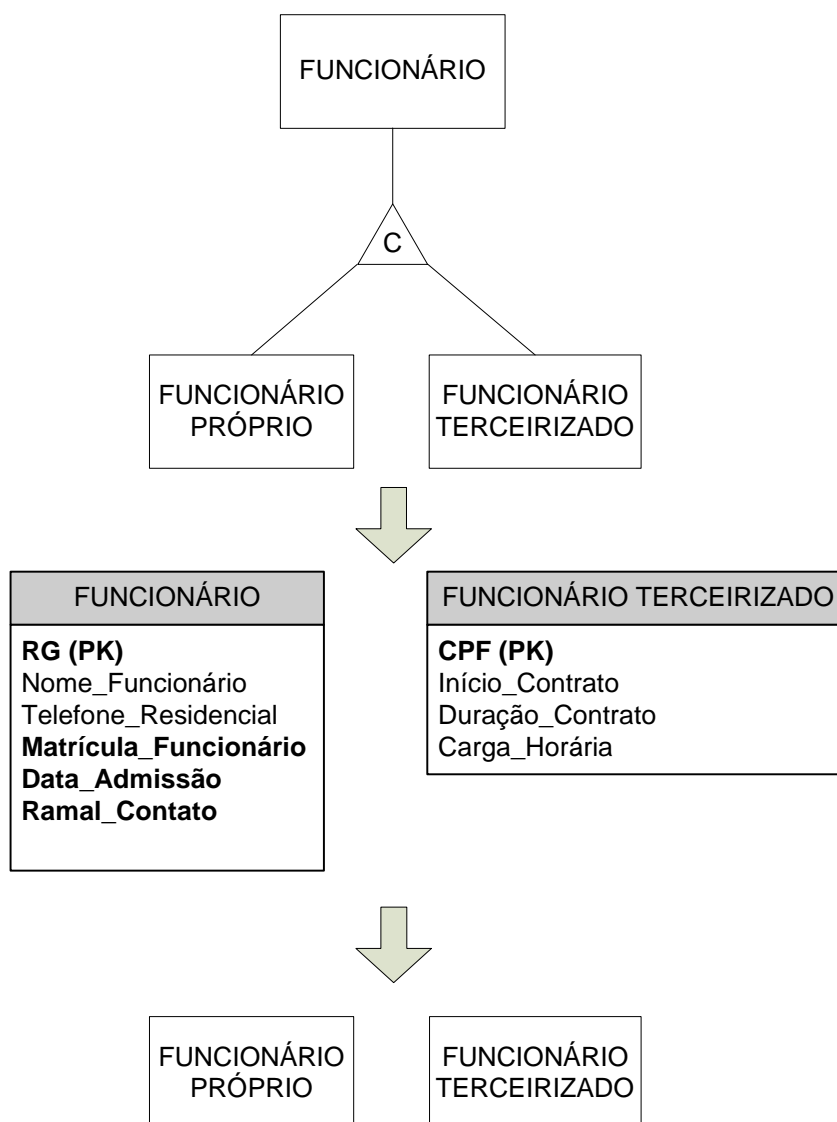 FUNCIONÁRIO
C
FUNCIONÁRIO
PRÓPRIO
FUNCIONÁRIO
TERCEIRIZADO
FUNCIONÁRIO
RG (PK)
Nome_Funcionário
Telefone_Residencial
Matrícula_Funcionário
Data_Admissão
Ramal_Contato
FUNCIONÁRIO TERCEIRIZADO
CPF (PK)
Início_Contrato
Duração_Contrato
Carga_Horária
FUNCIONÁRIO
PRÓPRIO
FUNCIONÁRIO
TERCEIRIZADO